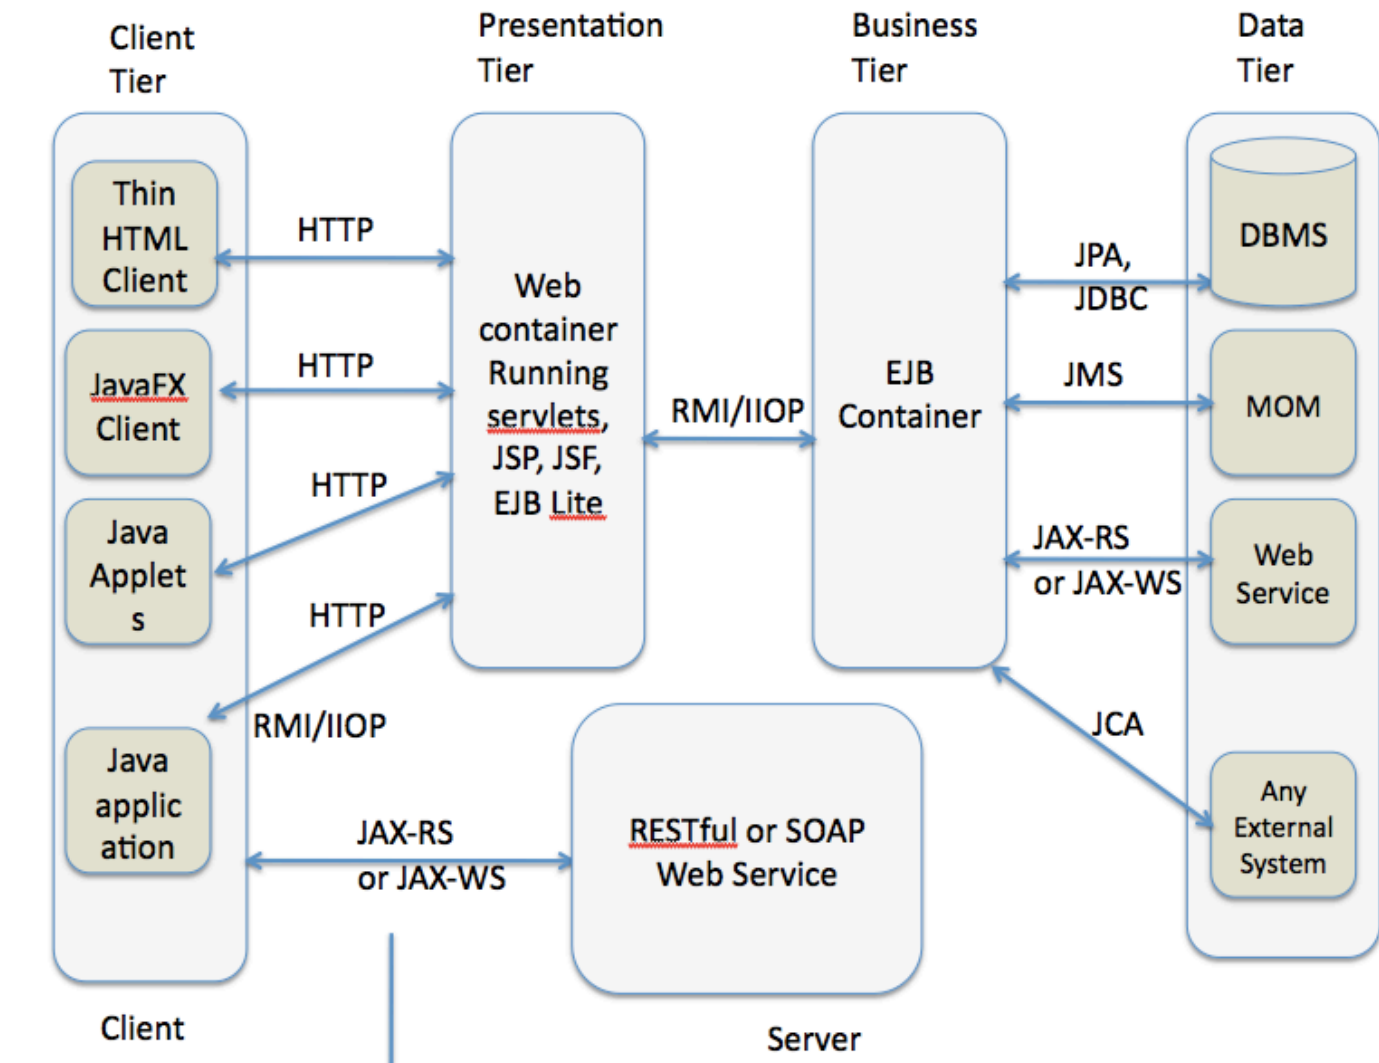 Client
Tier
Presentation
Tier
Business
Tier
Data
Tier
Thin
HTML
Client
HTTP
JavaFX
Client
HTTP
Java
Applet
s
HTTP
HTTP
RMI/IIOP
Java
applic
ation
JAX-RS
or JAX-WS
Web
container
Running
servlets,
JSP, JSF,
EJB Lite
RMI/IIOP
EJB
Container
RESTful or SOAP
Web Service
JPA,
JDBC
DBMS
JMS
MOM
JAX-RS
or JAX-WS
Web
Service
JCA
Any
External
System
Client
Server